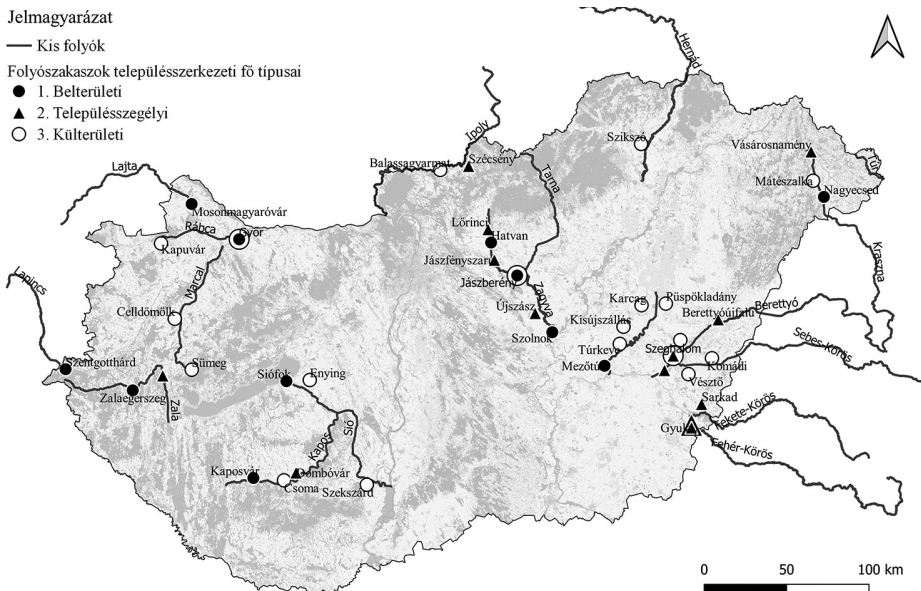 Jelmagyarázat
Kis folyók
Folyószakaszok településszerkezeti fő típusai
1. Belterületi
2. Településszegélyi
3. Külterületi
Hernád
Ipoly
Szikszó
Vásárosnamény
Túr
Balassagyarmat
Szécsény
Lajta
Tarna
Mátészalka
Nagyecsed
Mosonmagyaróvár
Lőrinci
Rábca
Győr
Hatvan
Kapuvár
Kraszna
Jászfényszaru
Lapincs
Marcal
Jászberény
Zagyva
Karcag
Püspökladány
Berettyó
Celldömölk
Újszász
Kisújszállás
Berettyóújfalu
Szolnok
Sebes-Körös
Túrkeve
Szeghalom
Szentgotthárd
Sümeg
Mezőtúr
Komádi
Siófok
Enying
Vésztő
Zalaegerszeg
Sarkad
Zala
Fekete-Körös
Kapos
Sió
Gyula
Fehér-Körös
Kaposvár
Dombóvár
Csoma
Szekszárd
0 50 100 km